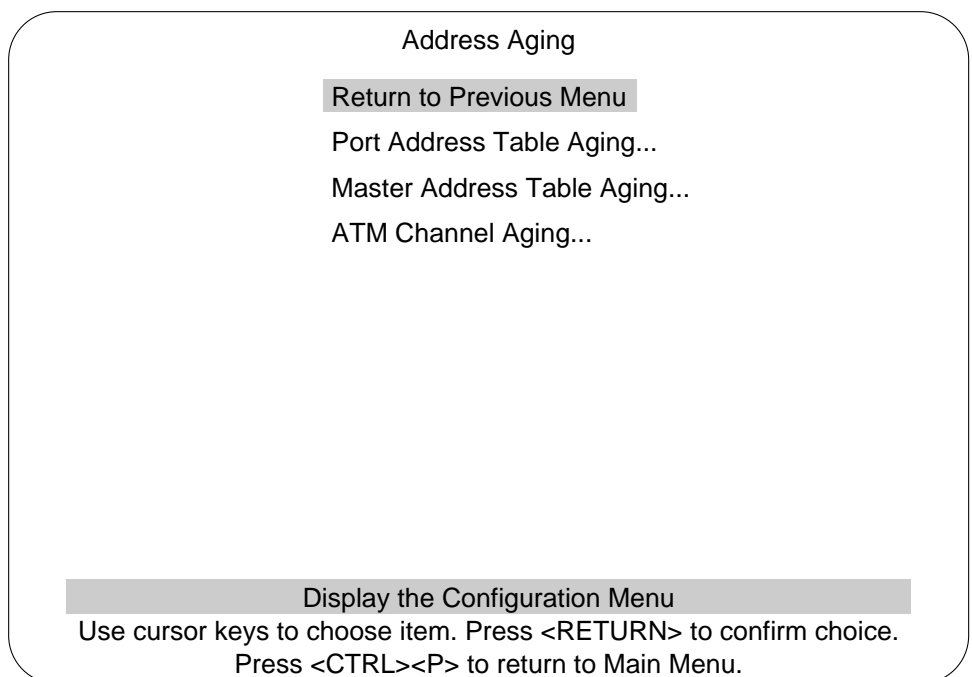 Address Aging
Return to Previous Menu
Port Address Table Aging...
Master Address Table Aging...
ATM Channel Aging...
Display the Configuration Menu
Use cursor keys to choose item. Press <RETURN> to confirm choice.
Press <CTRL><P> to return to Main Menu.